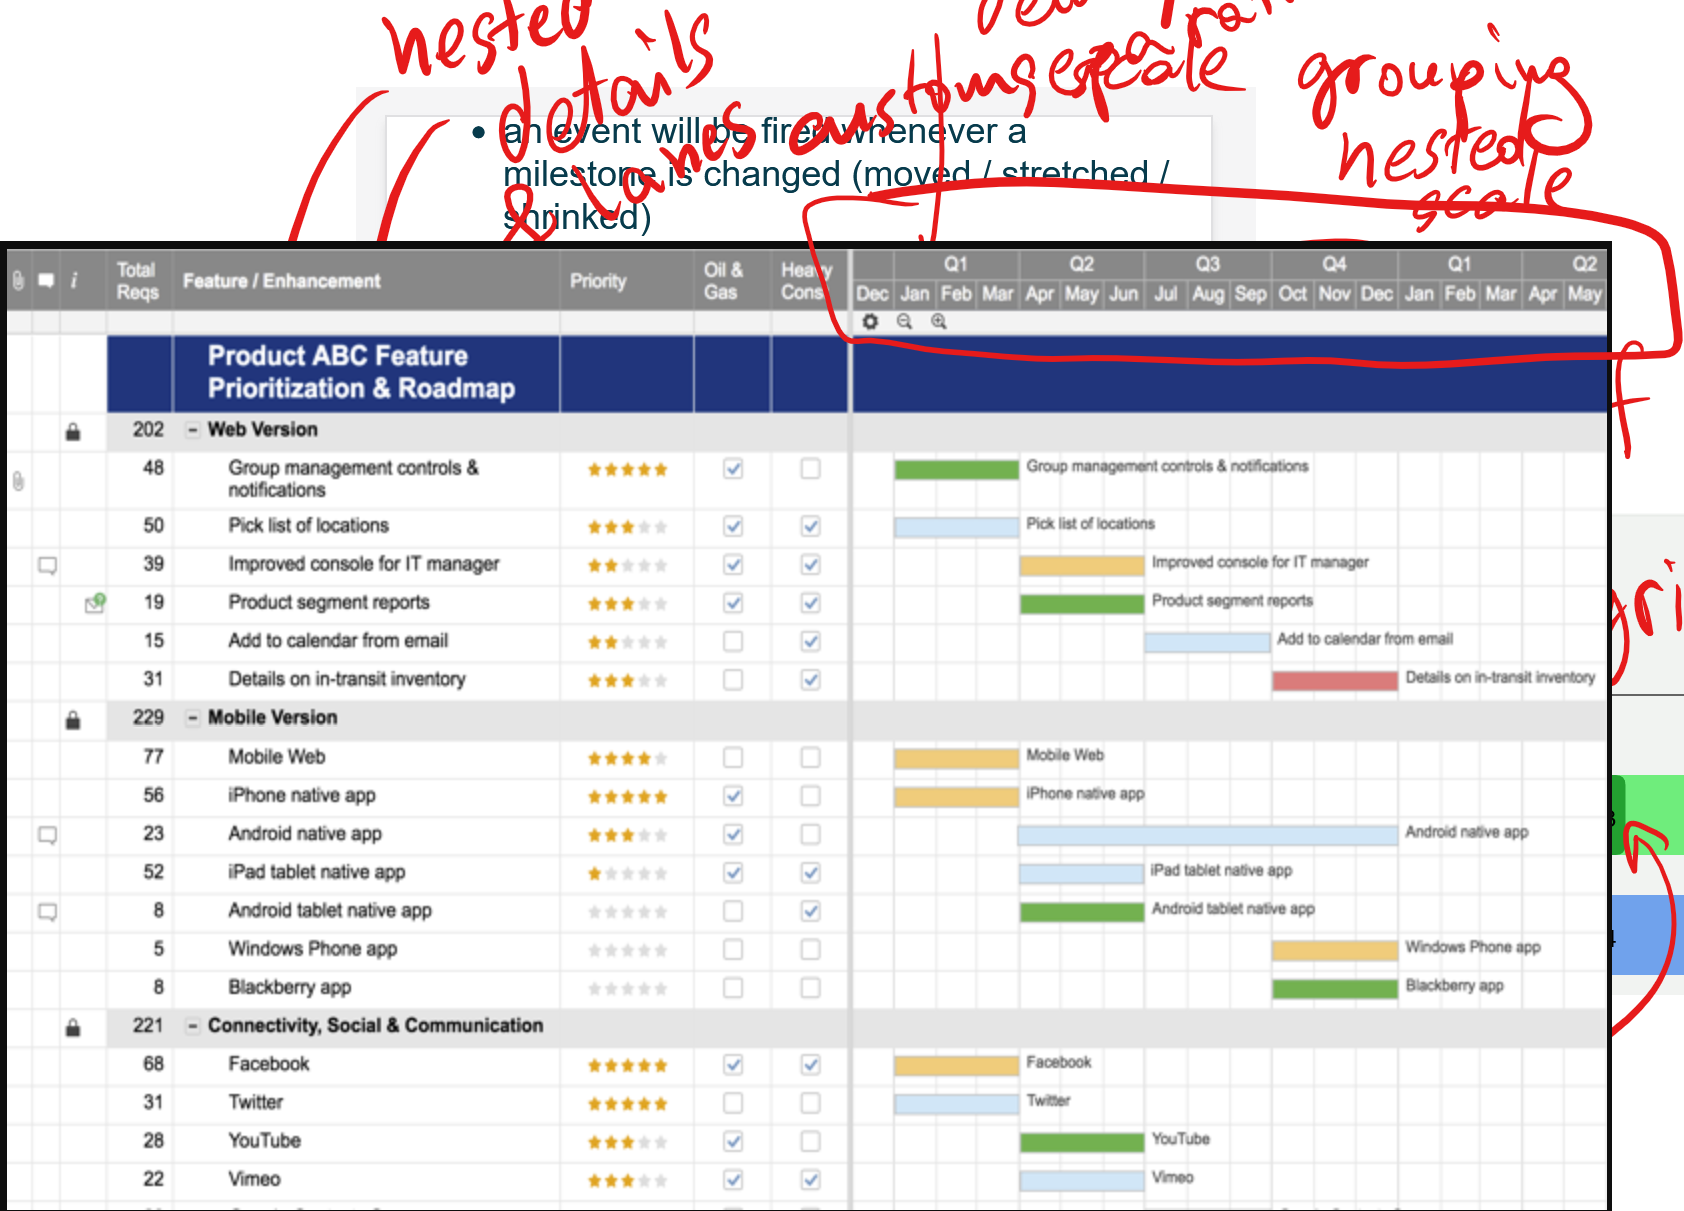 nested
details
& lanes custom scale
grouping
nested
scale
• an event will be fired whenever a
milestone is changed (moved / stretched /
shrinked)
Total Reqs Feature / Enhancement Priority Oil & Gas Heavy Cons Q1 Q2 Q3 Q4 Q1 Q2
Dec Jan Feb Mar Apr May Jun Jul Aug Sep Oct Nov Dec Jan Feb Mar Apr May
Product ABC Feature
Prioritization & Roadmap
202 Web Version
48 Group management controls & notifications Group management controls & notifications
50 Pick list of locations Pick list of locations
39 Improved console for IT manager Improved console for IT manager
19 Product segment reports Product segment reports
15 Add to calendar from email Add to calendar from email
31 Details on in-transit inventory Details on in-transit inventory
229 Mobile Version
77 Mobile Web Mobile Web
56 iPhone native app iPhone native app
23 Android native app Android native app
52 iPad tablet native app iPad tablet native app
8 Android tablet native app Android tablet native app
5 Windows Phone app Windows Phone app
8 Blackberry app Blackberry app
221 Connectivity, Social & Communication
68 Facebook Facebook
31 Twitter Twitter
28 YouTube YouTube
22 Vimeo Vimeo